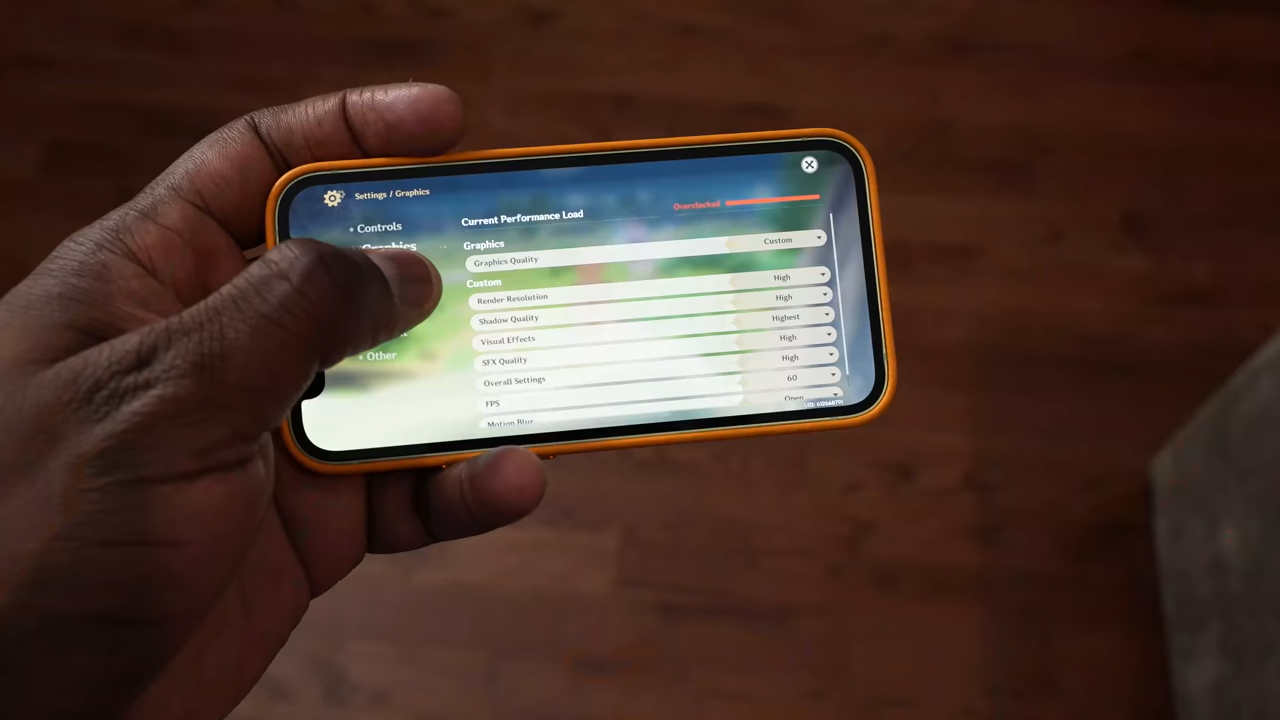 Settings / Graphics
Controls
Graphics
Other
Current Performance Load
Overclocked
Graphics
Graphics Quality
Custom
Custom
Render Resolution
High
Shadow Quality
High
Visual Effects
Highest
SFX Quality
High
Overall Settings
High
FPS
60
Motion Blur
Open